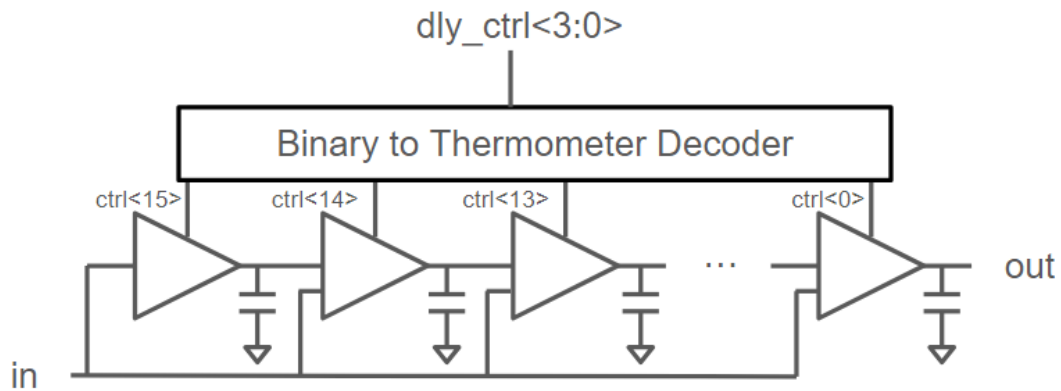 dly_ctrl<3:0>
Binary to Thermometer Decoder
ctrl<15> ctrl<14> ctrl<13> ctrl<0>
...
out
in